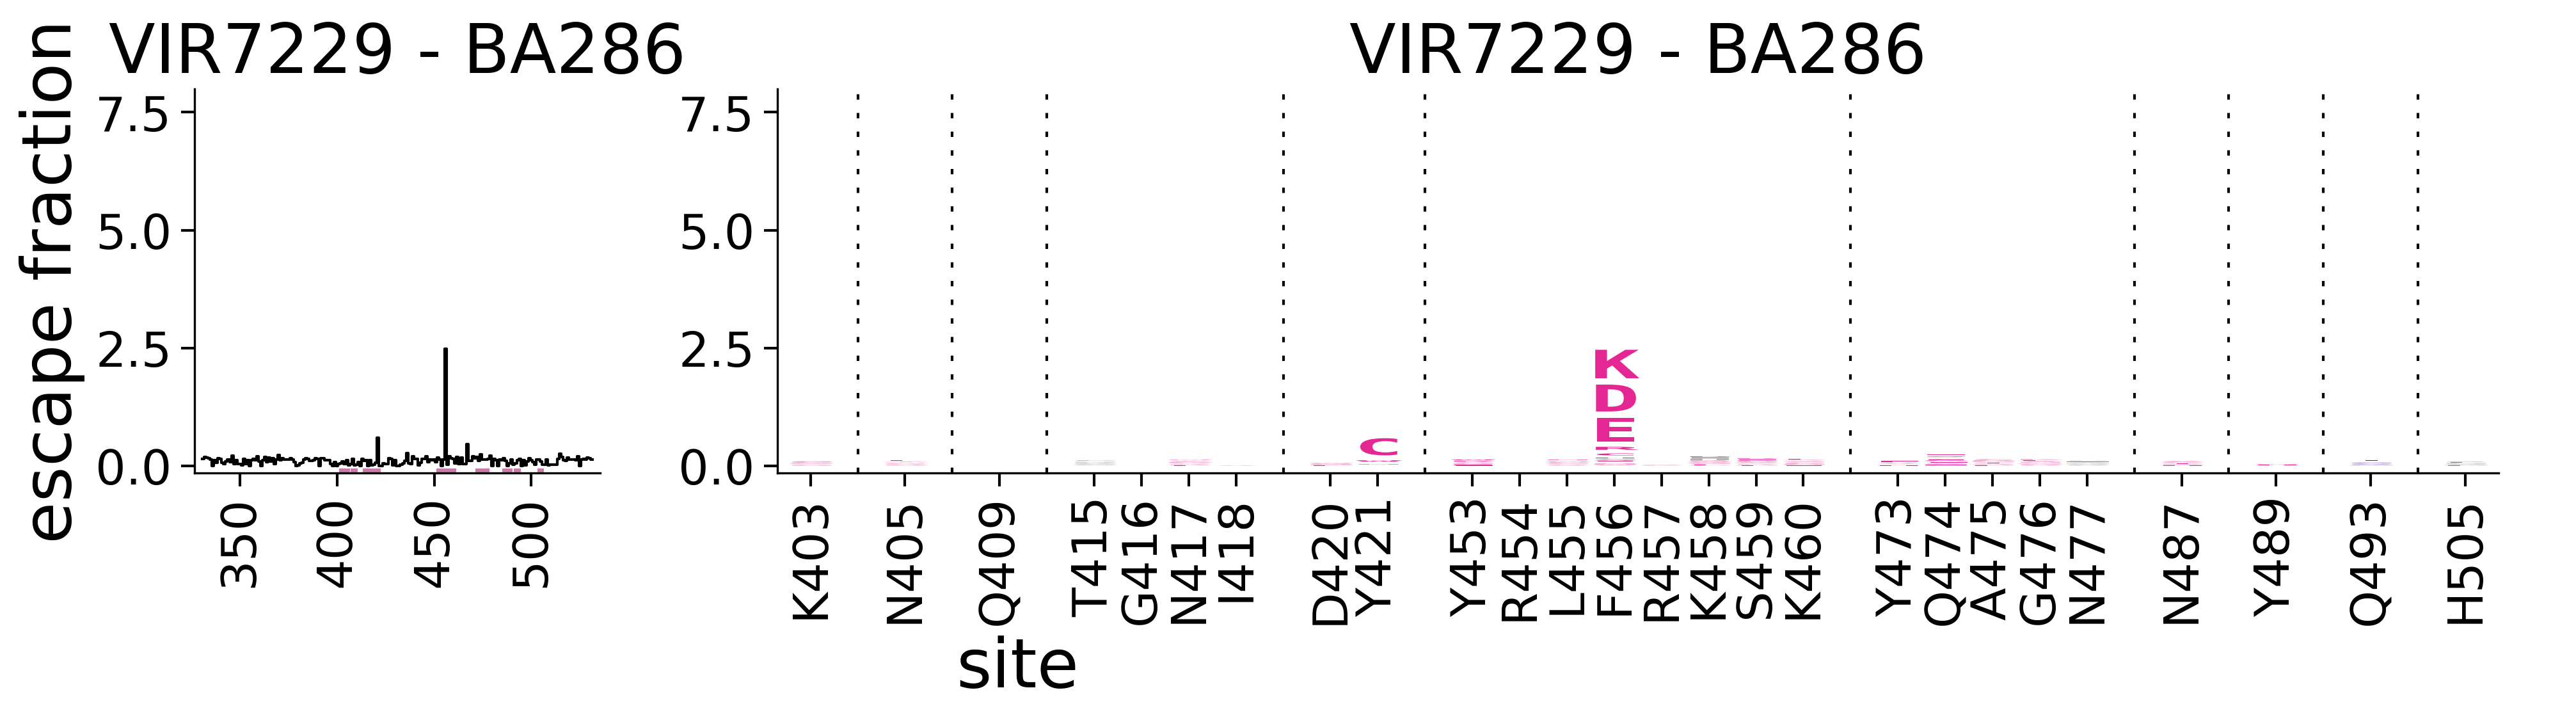 VIR7229 - BA286
escape fraction
7.5
5.0
2.5
0.0
350
400
450
500
VIR7229 - BA286
7.5
5.0
2.5
0.0
K
D
E
C
K403
N405
Q409
T415
G416
N417
I418
D420
Y421
Y453
R454
L455
F456
R457
K458
S459
K460
Y473
Q474
A475
G476
N477
N487
Y489
Q493
H505
site